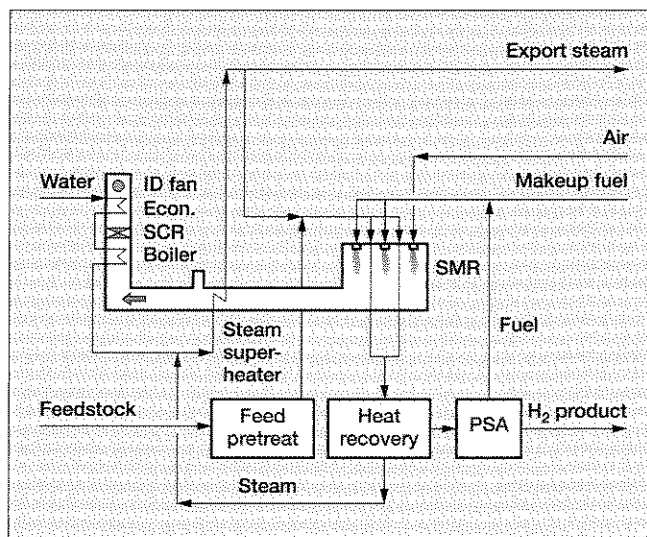 Export steam
Air
Water
ID fan
Makeup fuel
Econ.
SCR
Boiler
SMR
Steam
super-
heater
Fuel
Feedstock
Feed
pretreat
Heat
recovery
PSA
H₂ product
Steam